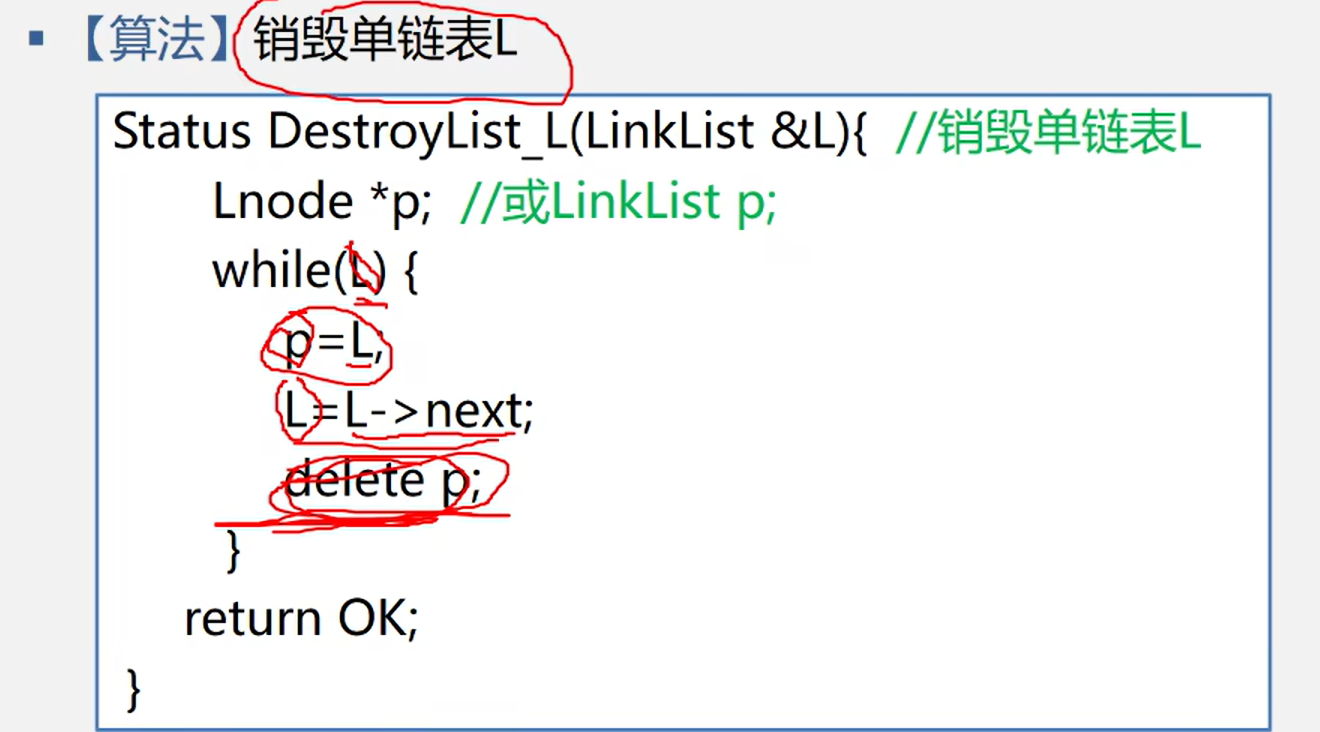 ▪ 【算法】销毁单链表L
Status DestroyList_L(LinkList &L){ //销毁单链表L
Lnode *p; //或LinkList p;
while(L) {
p=L;
L=L->next;
delete p;
}
return OK;
}